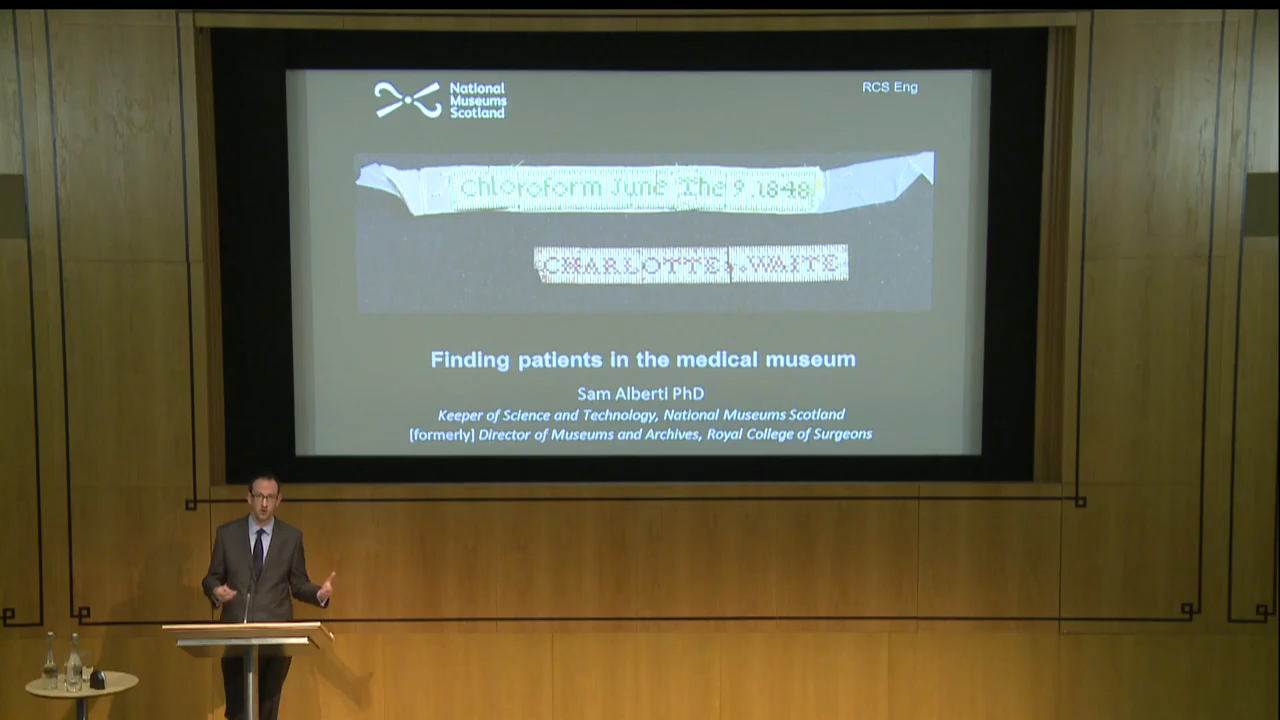 National
Museums
Scotland
RCS Eng
Chloroform June The 9 1848
CHARLOTTE.WAITE
Finding patients in the medical museum
Sam Alberti PhD
Keeper of Science and Technology, National Museums Scotland
[formerly] Director of Museums and Archives, Royal College of Surgeons